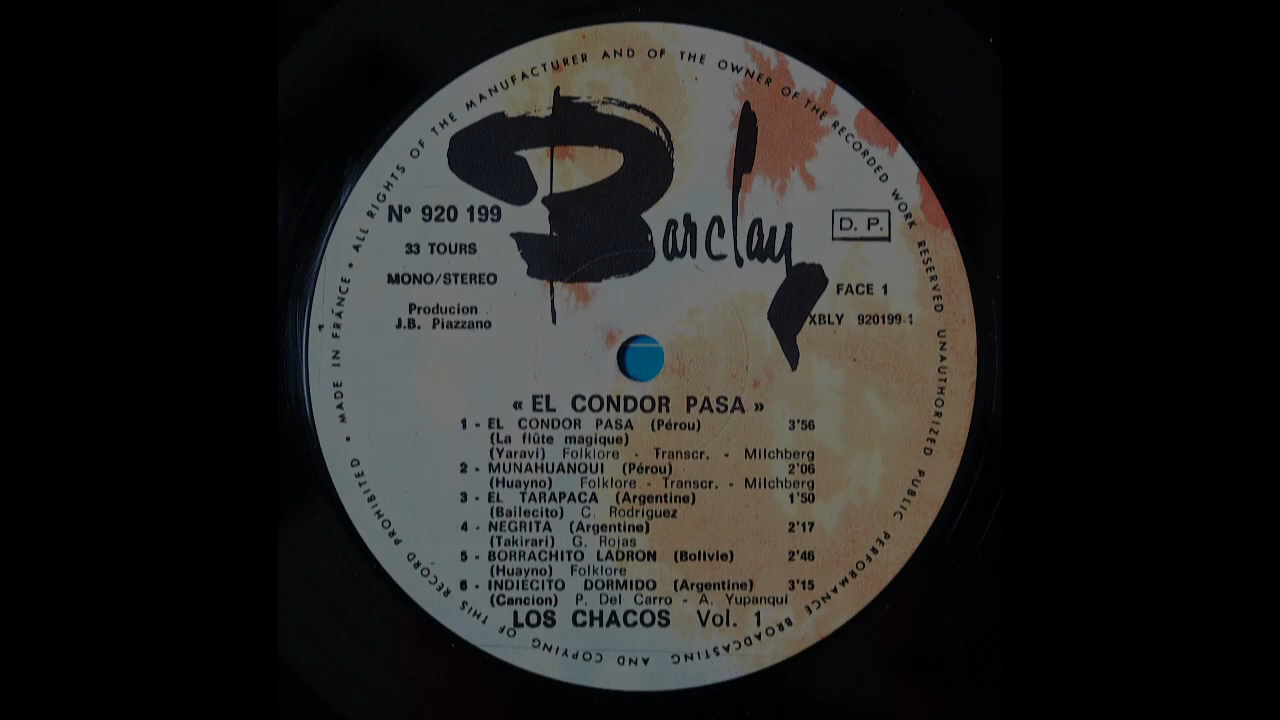 • MADE IN FRANCE • ALL RIGHTS OF THE MANUFACTURER AND OF THE OWNER OF THE RECORDED WORK RESERVED UNAUTHORIZED PUBLIC PERFORMANCE BROADCASTING AND COPYING OF THIS RECORD PROHIBITED
Barclay
N° 920 199
33 TOURS
MONO/STEREO
Producion
J.B. Piazzano
D. P.
FACE 1
XBLY 920199-1
« EL CONDOR PASA »
1 - EL CONDOR PASA (Pérou) 3'56
(La flûte magique)
(Yaravi) Folklore - Transcr. - Milchberg
2 - MUNAHUANQUI (Pérou) 2'06
(Huayno) Folklore - Transcr. - Milchberg
3 - EL TARAPACA (Argentine) 1'50
(Bailecito) C. Rodriguez
4 - NEGRITA (Argentine) 2'17
(Takirari) G. Rojas
5 - BORRACHITO LADRON (Bolivie) 2'46
(Huayno) Folklore
6 - INDIECITO DORMIDO (Argentine) 3'15
(Cancion) P. Del Carro - A. Yupanqui
LOS CHACOS Vol. 1